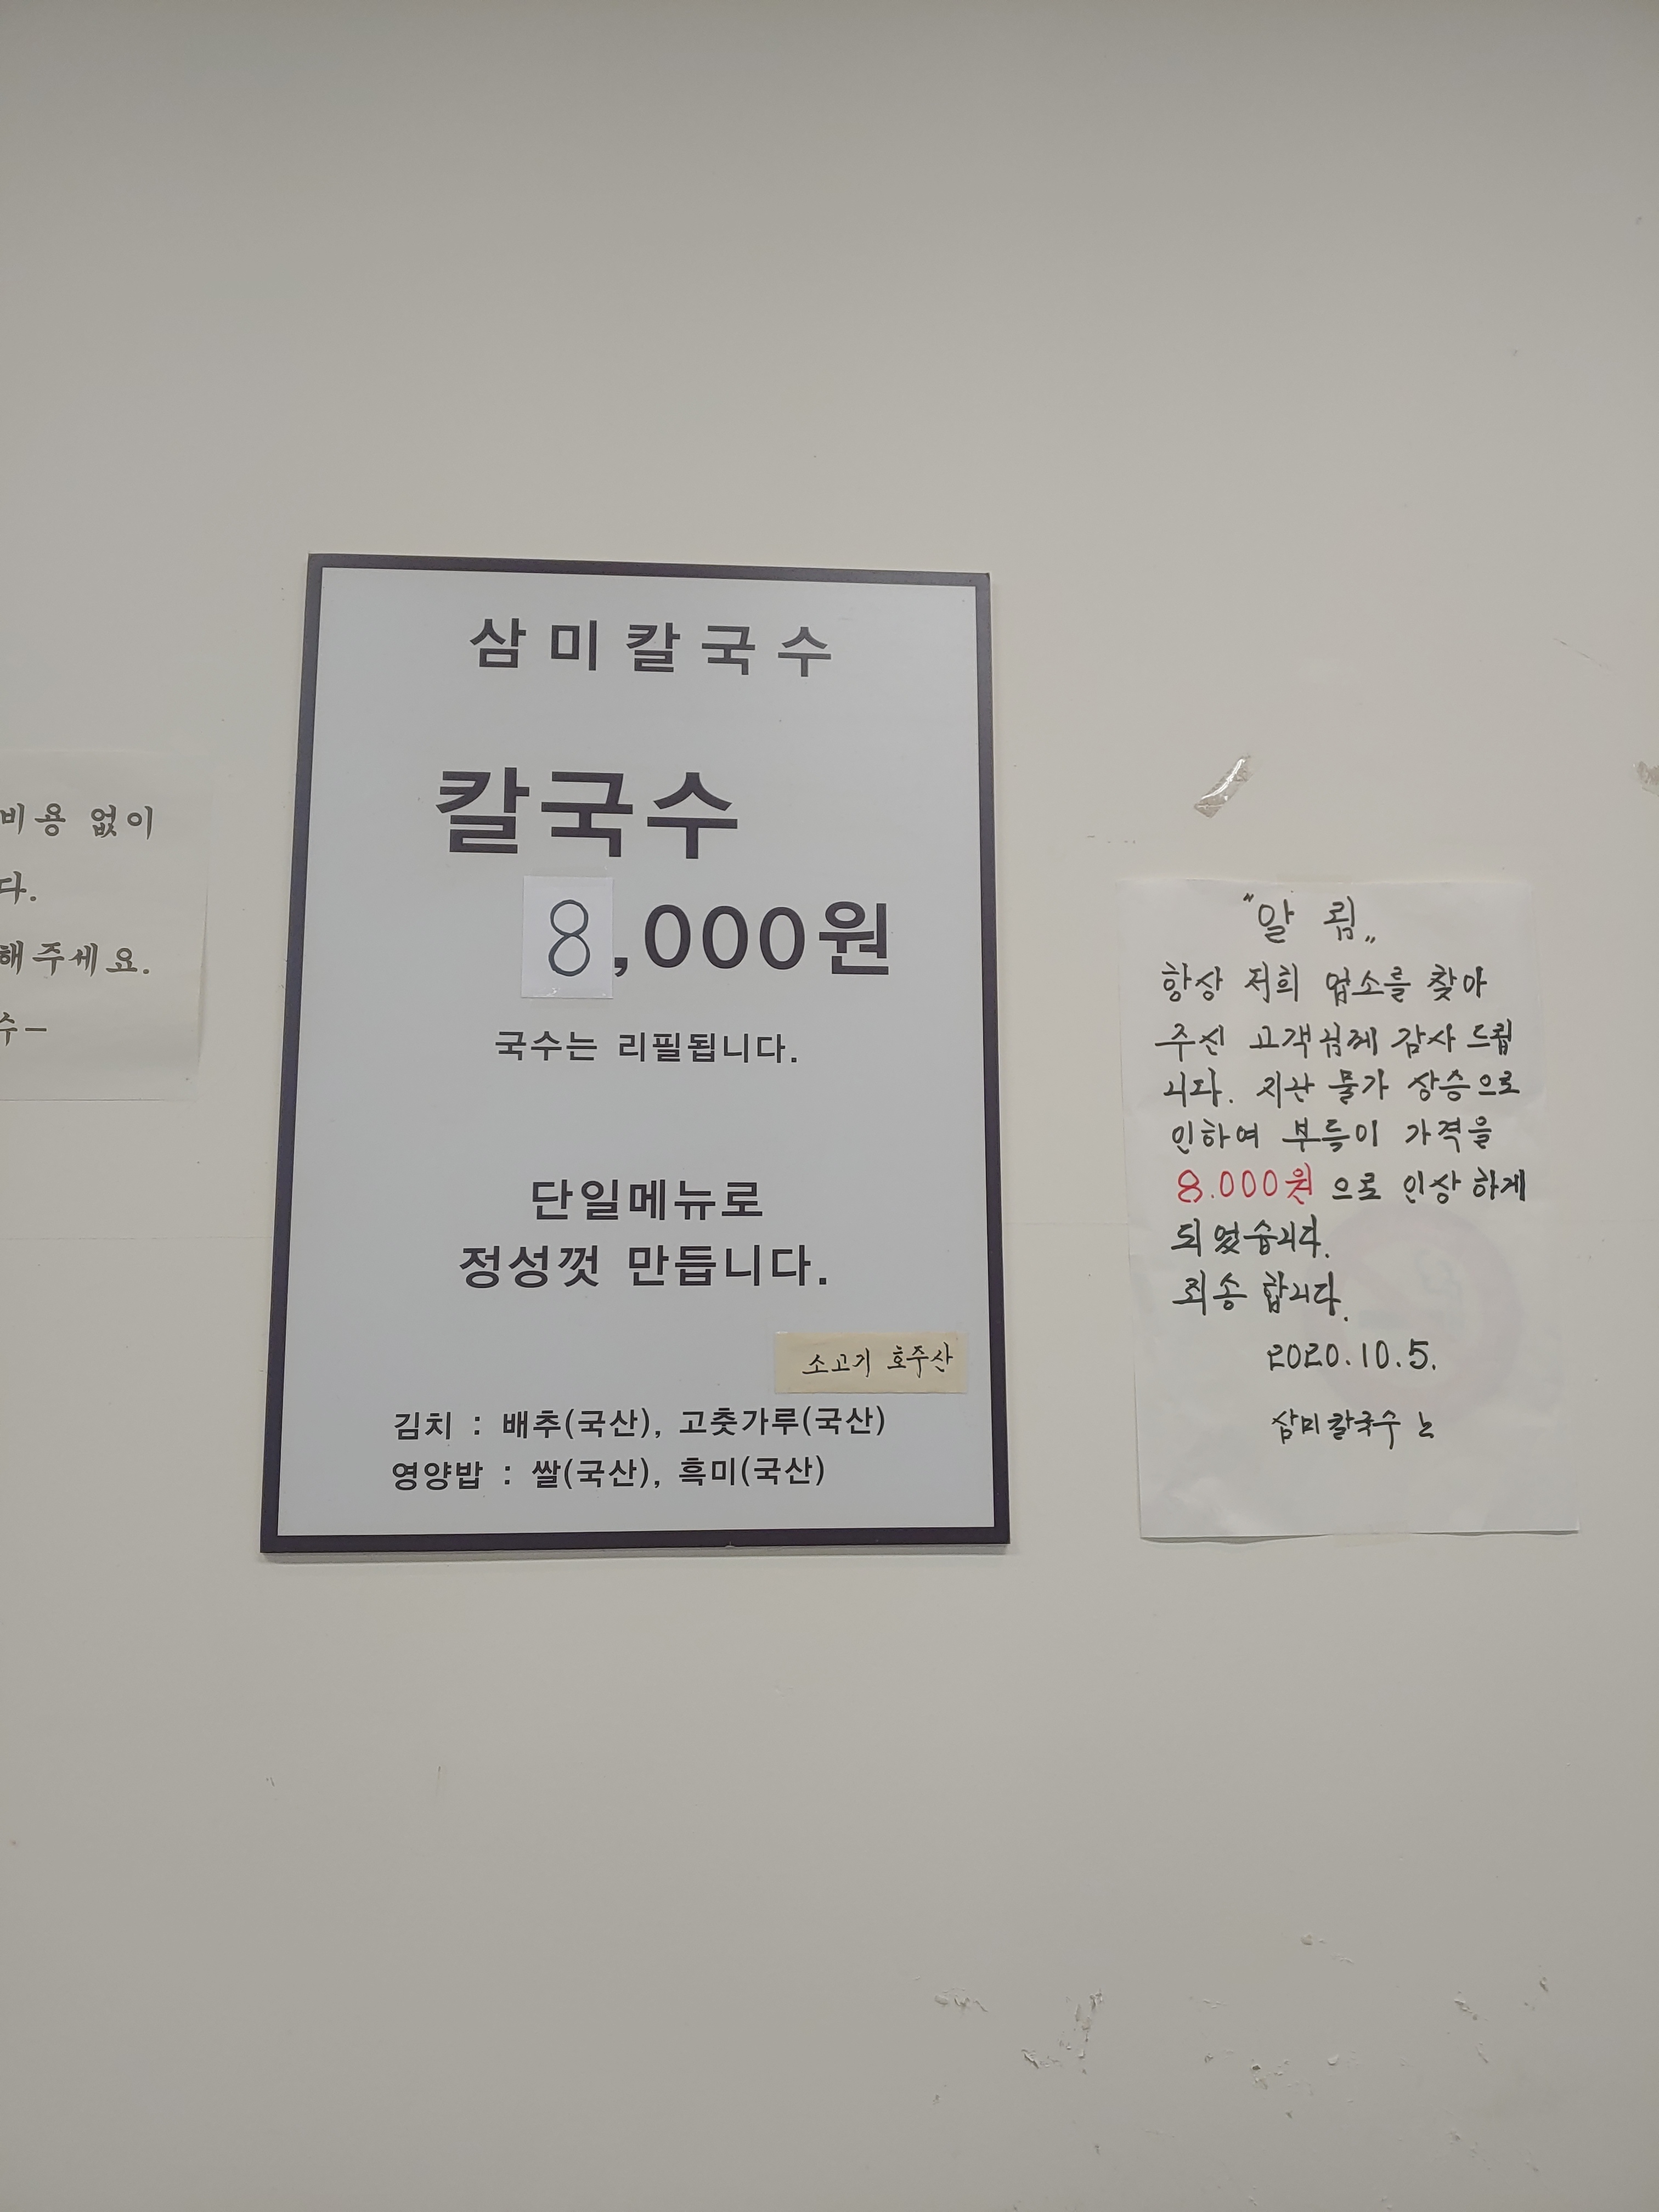 비용 없이
다.
해주세요.
수-
삼미칼국수
칼국수
8,000원
국수는 리필됩니다.
단일메뉴로
정성껏 만듭니다.
소고기 호주산
김치 : 배추(국산), 고춧가루(국산)
영양밥 : 쌀(국산), 흑미(국산)
"알 림"
항상 저희 업소를 찾아
주신 고객님께 감사 드립
니다. 지난 물가 상승으로
인하여 부득이 가격을
8.000원으로 인상 하게
되었습니다.
죄송 합니다.
2020.10.5.
삼미칼국수